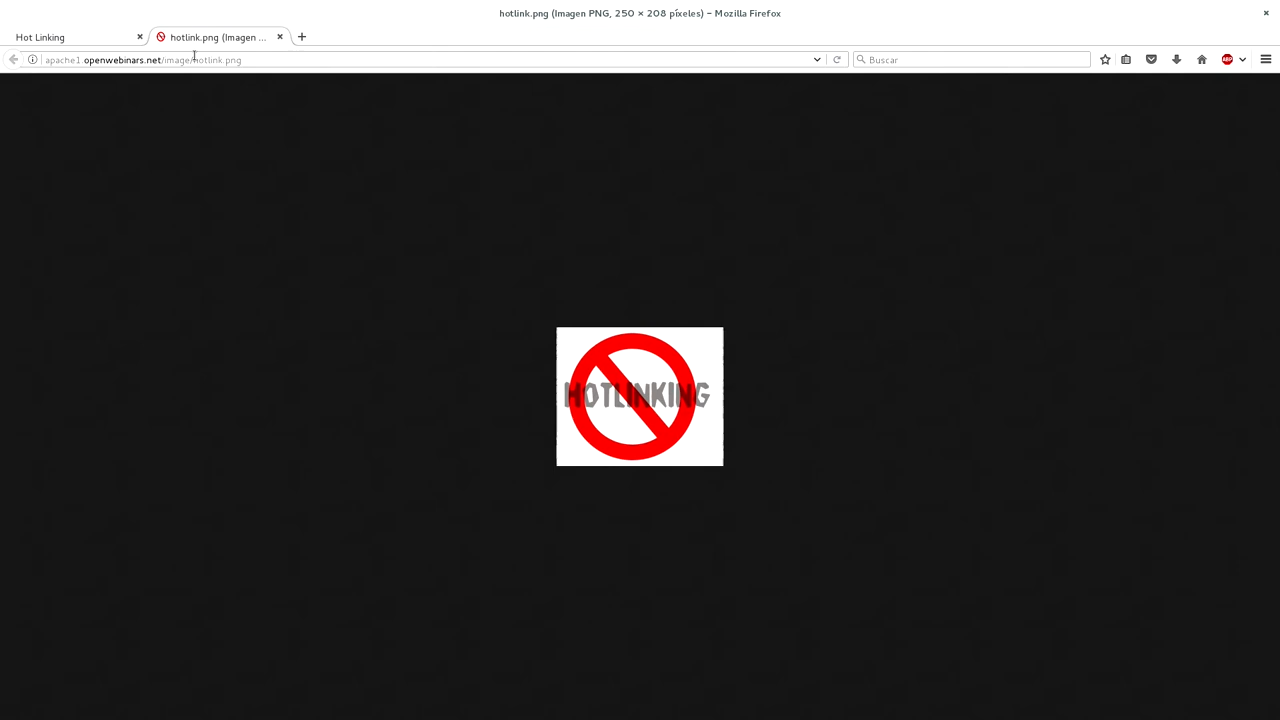 hotlink.png (Imagen PNG, 250 × 208 píxeles) – Mozilla Firefox
Hot Linking
hotlink.png (Imagen ...
apache1.openwebinars.net/image/hotlink.png
Buscar
ABP
HOTLINKING